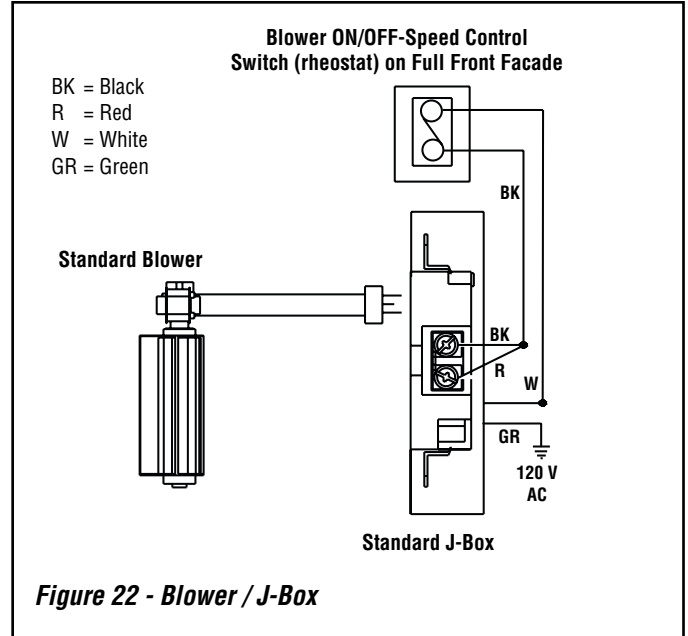 Blower ON/OFF-Speed Control
Switch (rheostat) on Full Front Facade
BK = Black
R = Red
W = White
GR = Green
BK
Standard Blower
BK
R
W
GR
120 V
AC
Standard J-Box
Figure 22 - Blower / J-Box